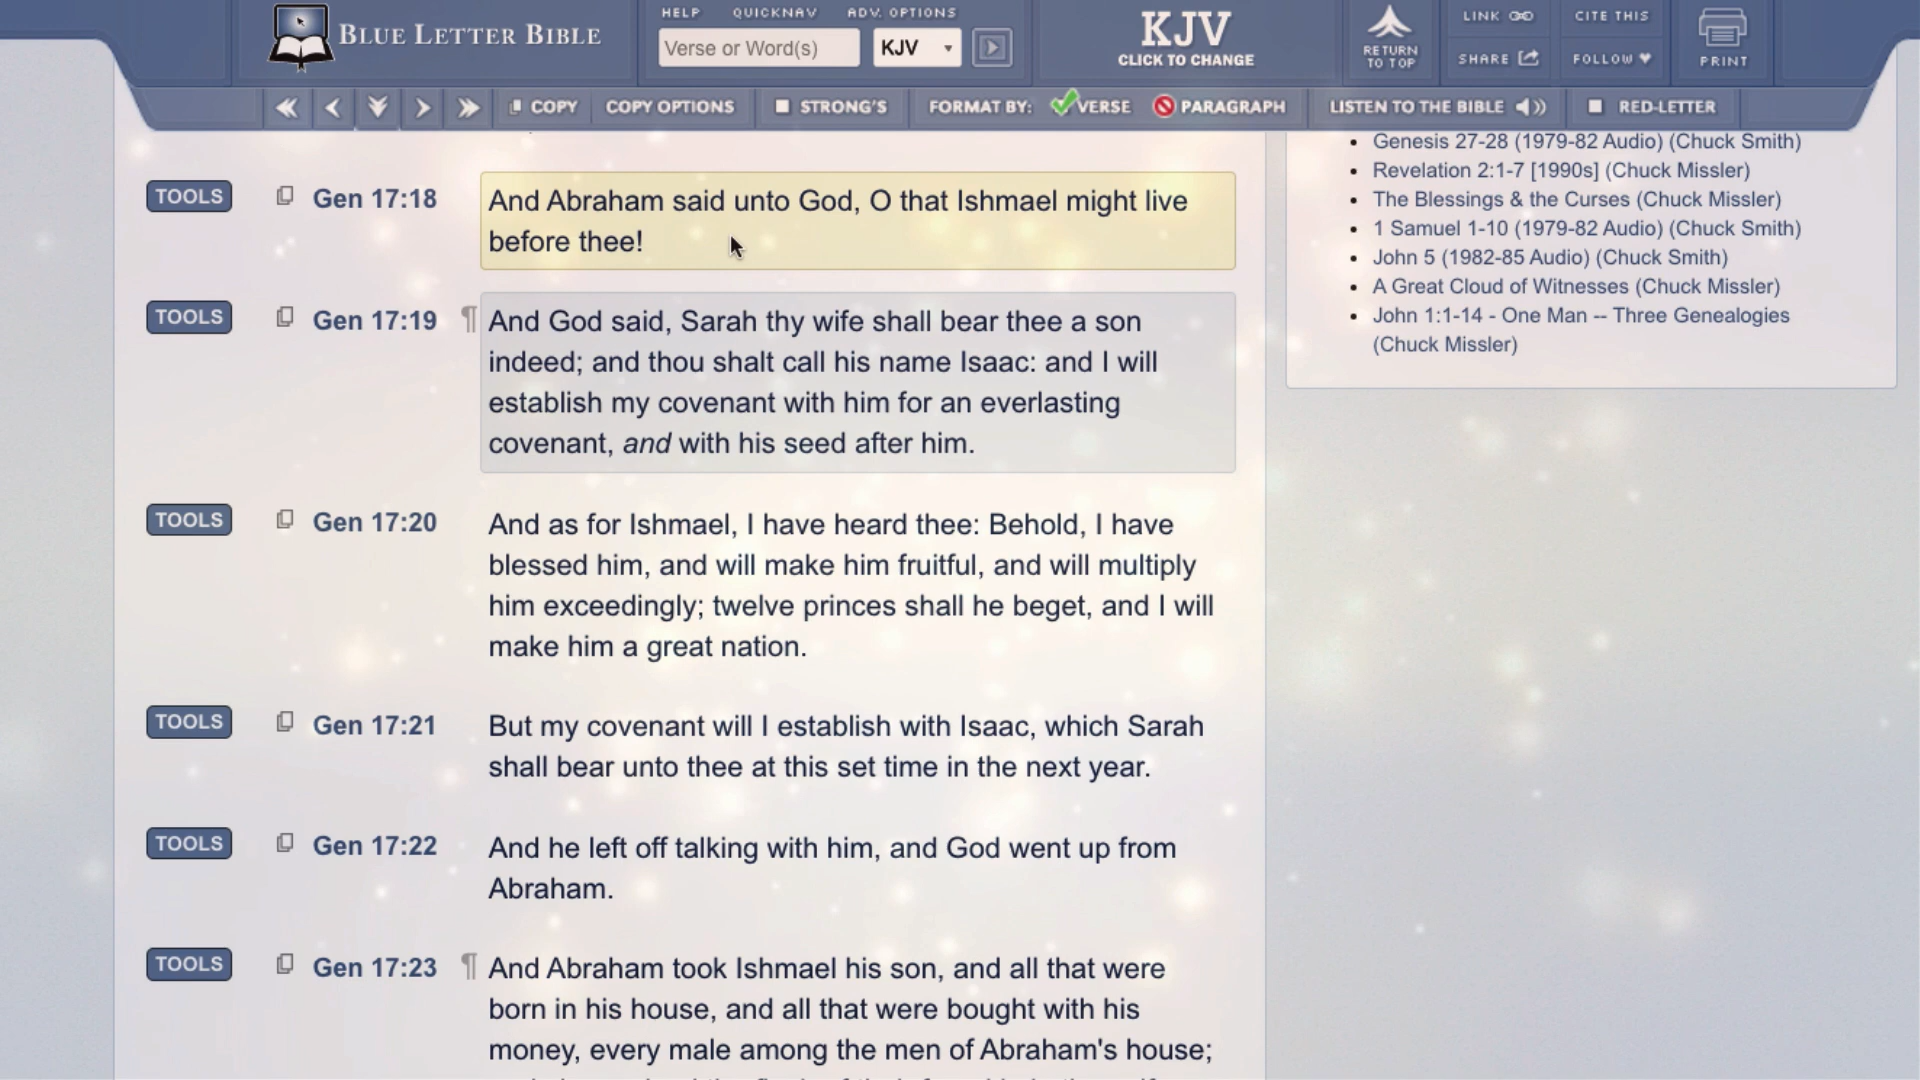 HELP QUICKNAV ADV. OPTIONS
BLUE LETTER BIBLE
Verse or Word(s)
KJV
KJV
CLICK TO CHANGE
RETURN
TO TOP
LINK
CITE THIS
SHARE
FOLLOW
PRINT
COPY
COPY OPTIONS
STRONG'S
FORMAT BY:
VERSE
PARAGRAPH
LISTEN TO THE BIBLE
RED-LETTER
TOOLS
Gen 17:18
And Abraham said unto God, O that Ishmael might live
before thee!
TOOLS
Gen 17:19
¶ And God said, Sarah thy wife shall bear thee a son
indeed; and thou shalt call his name Isaac: and I will
establish my covenant with him for an everlasting
covenant, and with his seed after him.
TOOLS
Gen 17:20
And as for Ishmael, I have heard thee: Behold, I have
blessed him, and will make him fruitful, and will multiply
him exceedingly; twelve princes shall he beget, and I will
make him a great nation.
TOOLS
Gen 17:21
But my covenant will I establish with Isaac, which Sarah
shall bear unto thee at this set time in the next year.
TOOLS
Gen 17:22
And he left off talking with him, and God went up from
Abraham.
TOOLS
Gen 17:23
¶ And Abraham took Ishmael his son, and all that were
born in his house, and all that were bought with his
money, every male among the men of Abraham's house;
• Genesis 27-28 (1979-82 Audio) (Chuck Smith)
• Revelation 2:1-7 [1990s] (Chuck Missler)
• The Blessings & the Curses (Chuck Missler)
• 1 Samuel 1-10 (1979-82 Audio) (Chuck Smith)
• John 5 (1982-85 Audio) (Chuck Smith)
• A Great Cloud of Witnesses (Chuck Missler)
• John 1:1-14 - One Man -- Three Genealogies
(Chuck Missler)